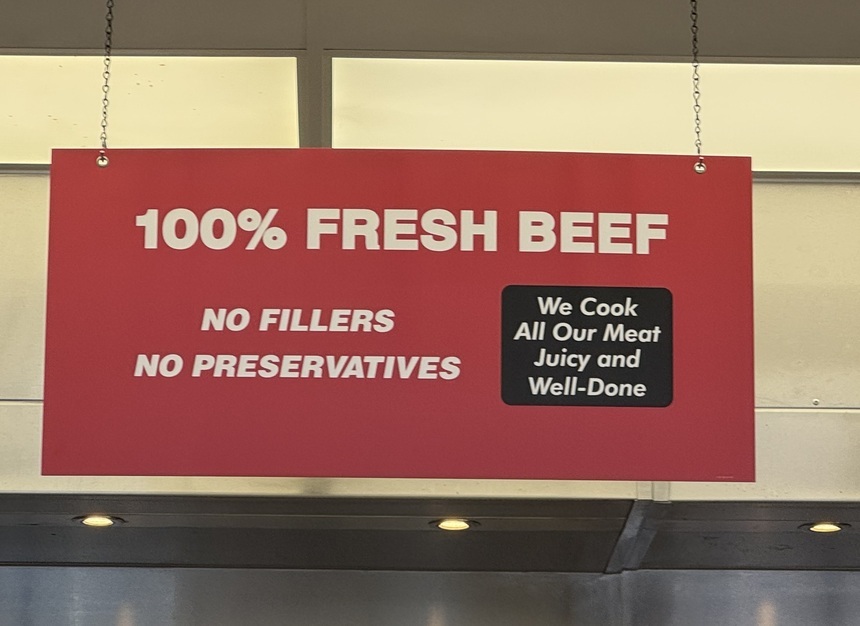 100% FRESH BEEF
NO FILLERS
NO PRESERVATIVES
We Cook
All Our Meat
Juicy and
Well-Done